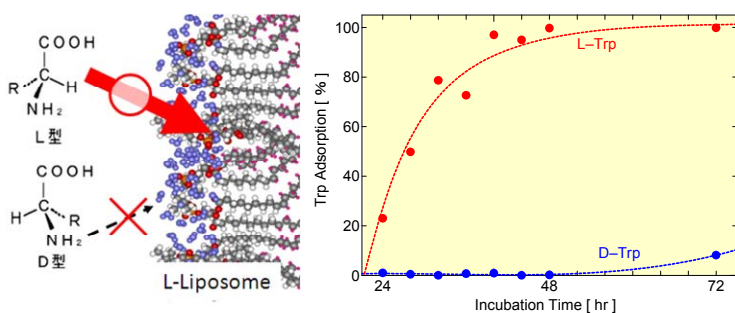 COOH
R
H
NH₂
L型
COOH
H
R
NH₂
D型
L-Liposome
Trp Adsorption [ % ]
100
80
60
40
20
0
L–Trp
D–Trp
24
48
72
Incubation Time [ hr ]